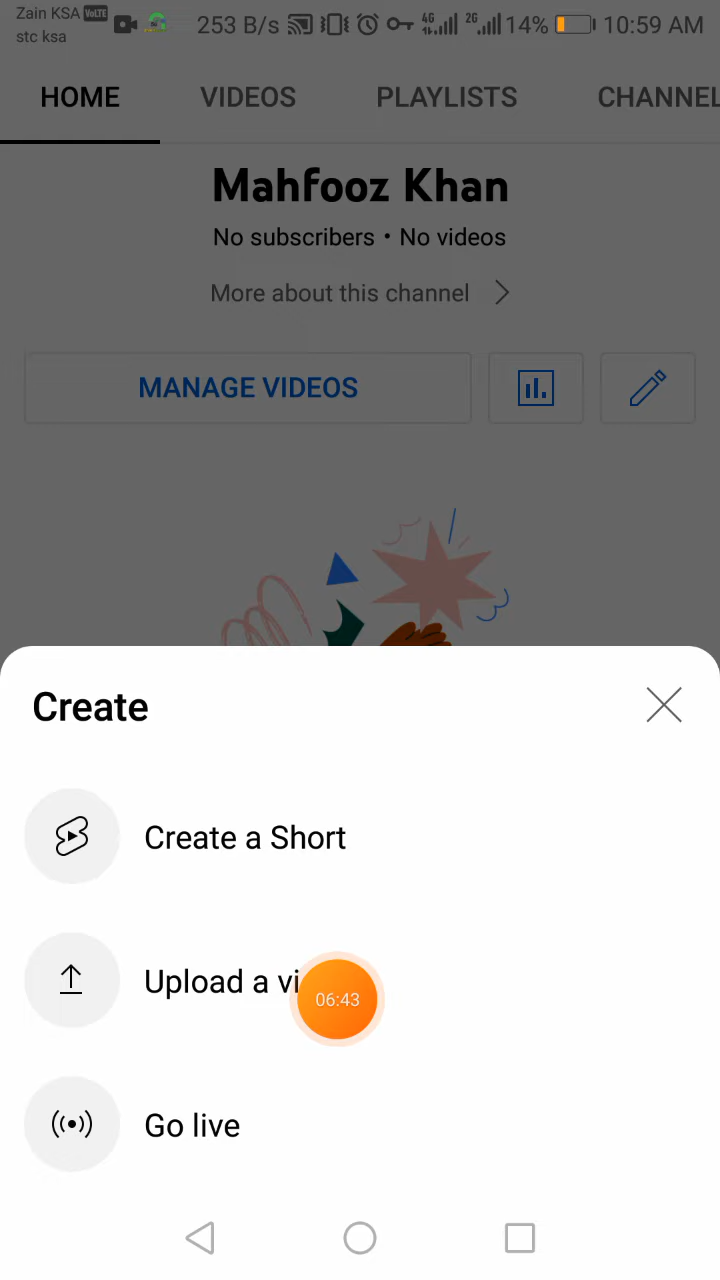 Zain KSA VoLTE
stc ksa
253 B/s 4G 2G 14% 10:59 AM
HOME VIDEOS PLAYLISTS CHANNEL
Mahfooz Khan
No subscribers • No videos
More about this channel
MANAGE VIDEOS
Create
Create a Short
Upload a vi
06:43
Go live